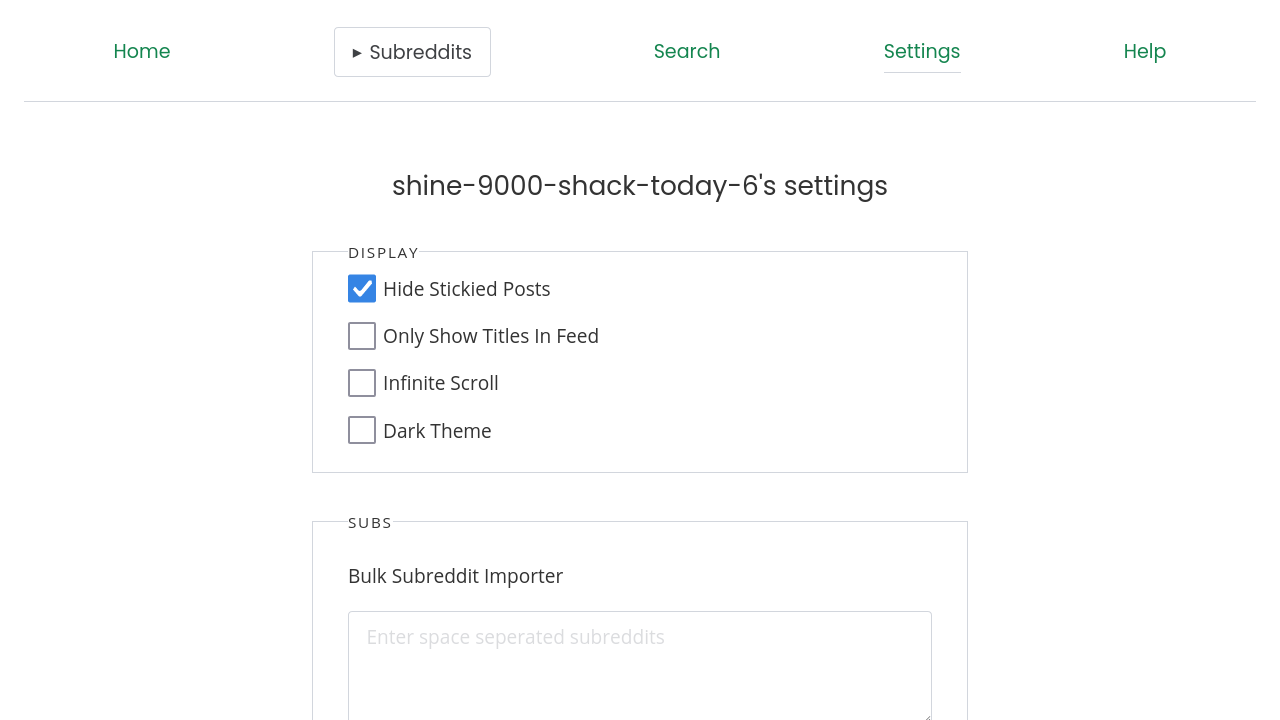 Home ▸ Subreddits Search Settings Help
shine-9000-shack-today-6's settings
DISPLAY
Hide Stickied Posts
Only Show Titles In Feed
Infinite Scroll
Dark Theme
SUBS
Bulk Subreddit Importer
Enter space seperated subreddits